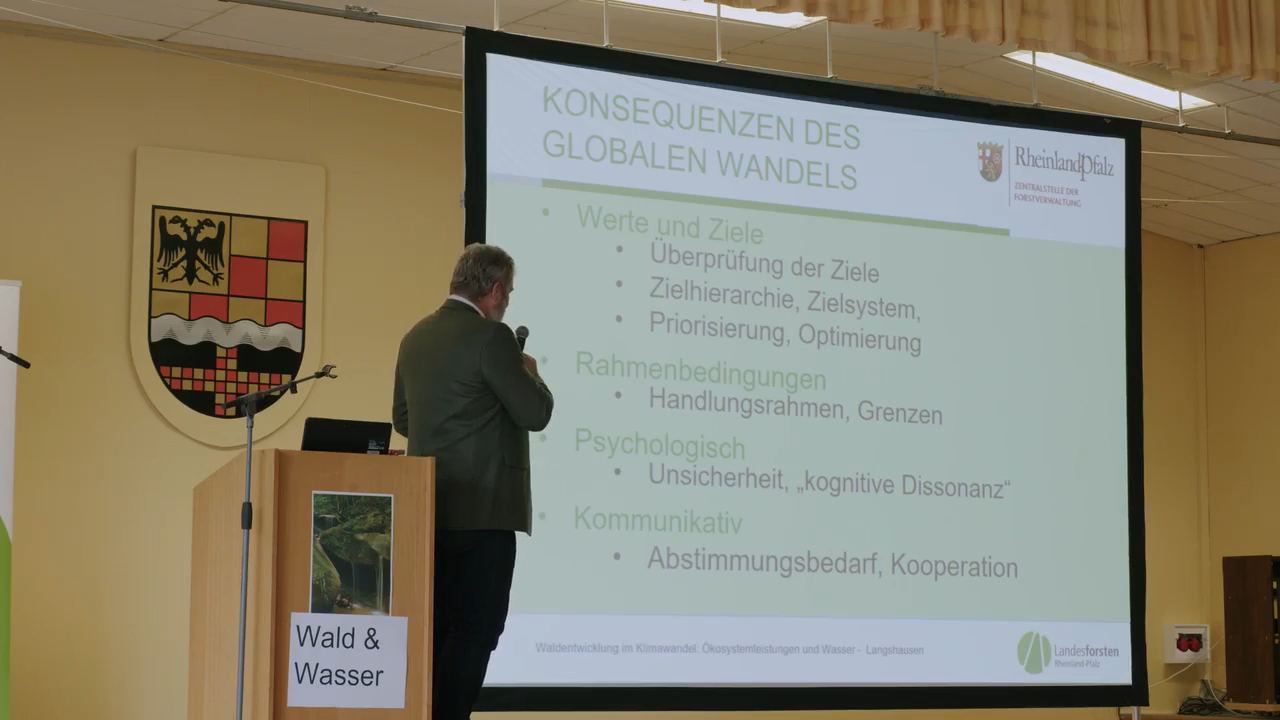 KONSEQUENZEN DES
GLOBALEN WANDELS
RheinlandPfalz
ZENTRALSTELLE DER
FORSTVERWALTUNG
• Werte und Ziele
• Überprüfung der Ziele
• Zielhierarchie, Zielsystem,
• Priorisierung, Optimierung
• Rahmenbedingungen
• Handlungsrahmen, Grenzen
• Psychologisch
• Unsicherheit, „kognitive Dissonanz“
• Kommunikativ
• Abstimmungsbedarf, Kooperation
Waldentwicklung im Klimawandel: Ökosystemleistungen und Wasser - Langshausen
Landesforsten
Rheinland-Pfalz
Wald &
Wasser